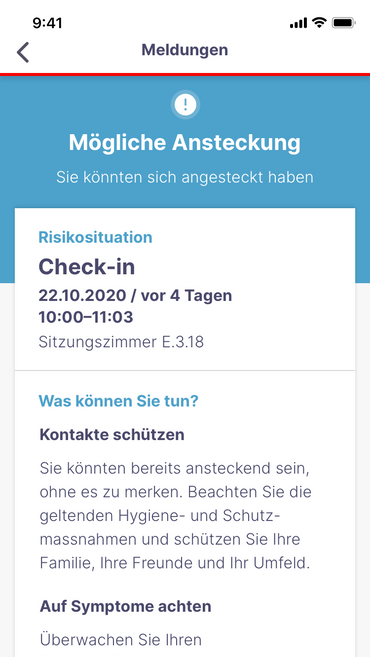 9:41
Meldungen
Mögliche Ansteckung
Sie könnten sich angesteckt haben
Risikosituation
Check-in
22.10.2020 / vor 4 Tagen
10:00–11:03
Sitzungszimmer E.3.18
Was können Sie tun?
Kontakte schützen
Sie könnten bereits ansteckend sein,
ohne es zu merken. Beachten Sie die
geltenden Hygiene- und Schutz-
massnahmen und schützen Sie Ihre
Familie, Ihre Freunde und Ihr Umfeld.
Auf Symptome achten
Überwachen Sie Ihren